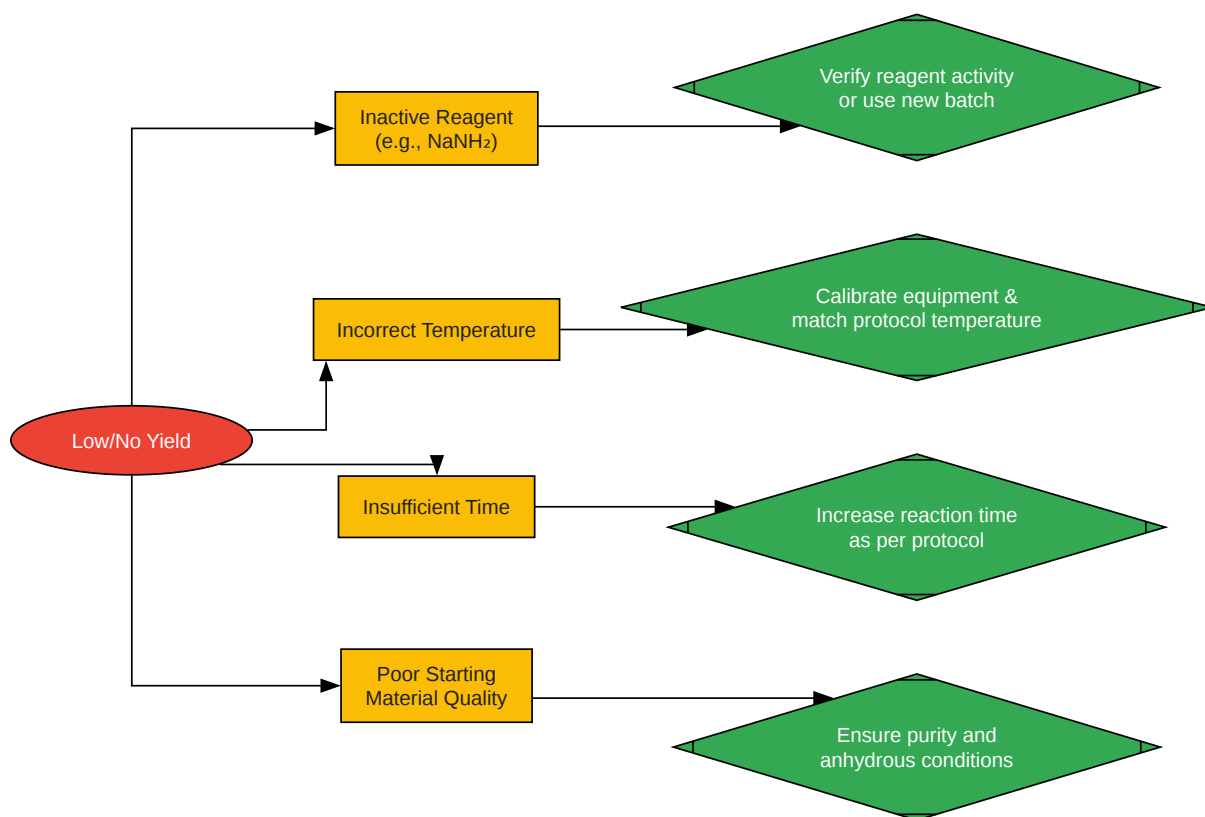 Verify reagent activity
or use new batch
Inactive Reagent
(e.g., NaNH₂)
Calibrate equipment &
match protocol temperature
Incorrect Temperature
Low/No Yield
Insufficient Time
Increase reaction time
as per protocol
Poor Starting
Material Quality
Ensure purity and
anhydrous conditions